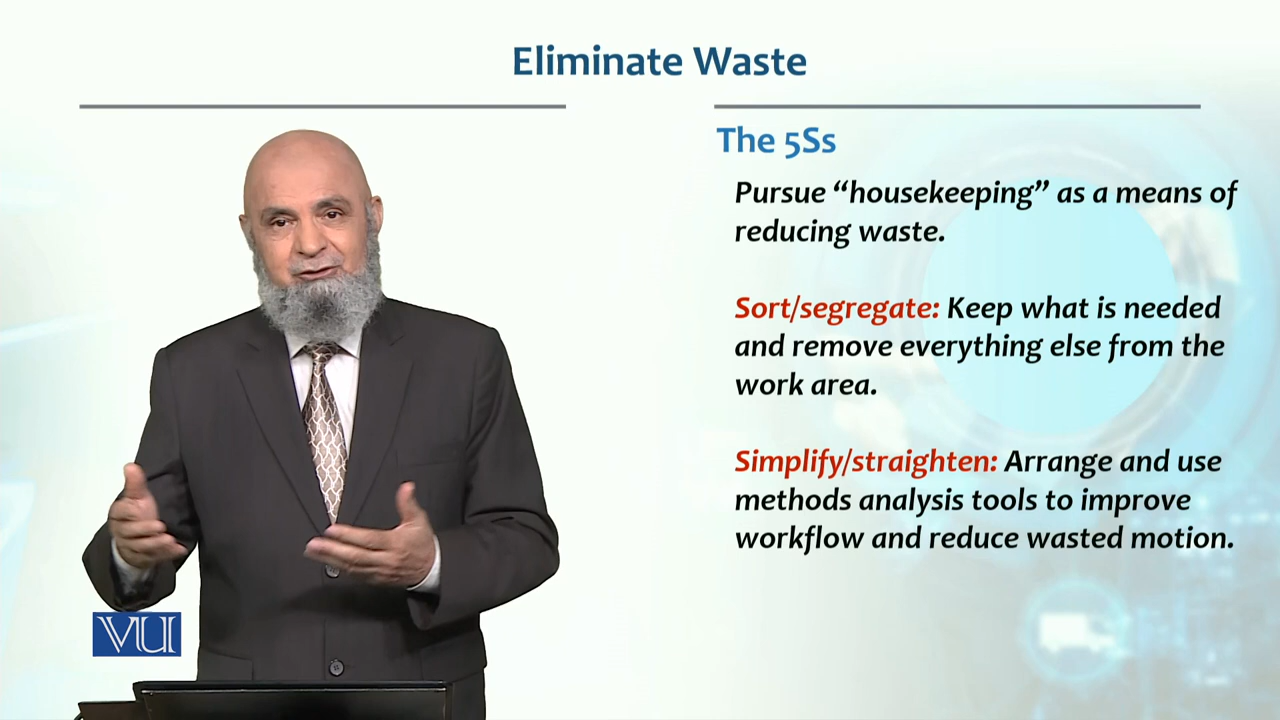 Eliminate Waste
The 5Ss
Pursue “housekeeping” as a means of
reducing waste.
Sort/segregate: Keep what is needed
and remove everything else from the
work area.
Simplify/straighten: Arrange and use
methods analysis tools to improve
workflow and reduce wasted motion.
VU